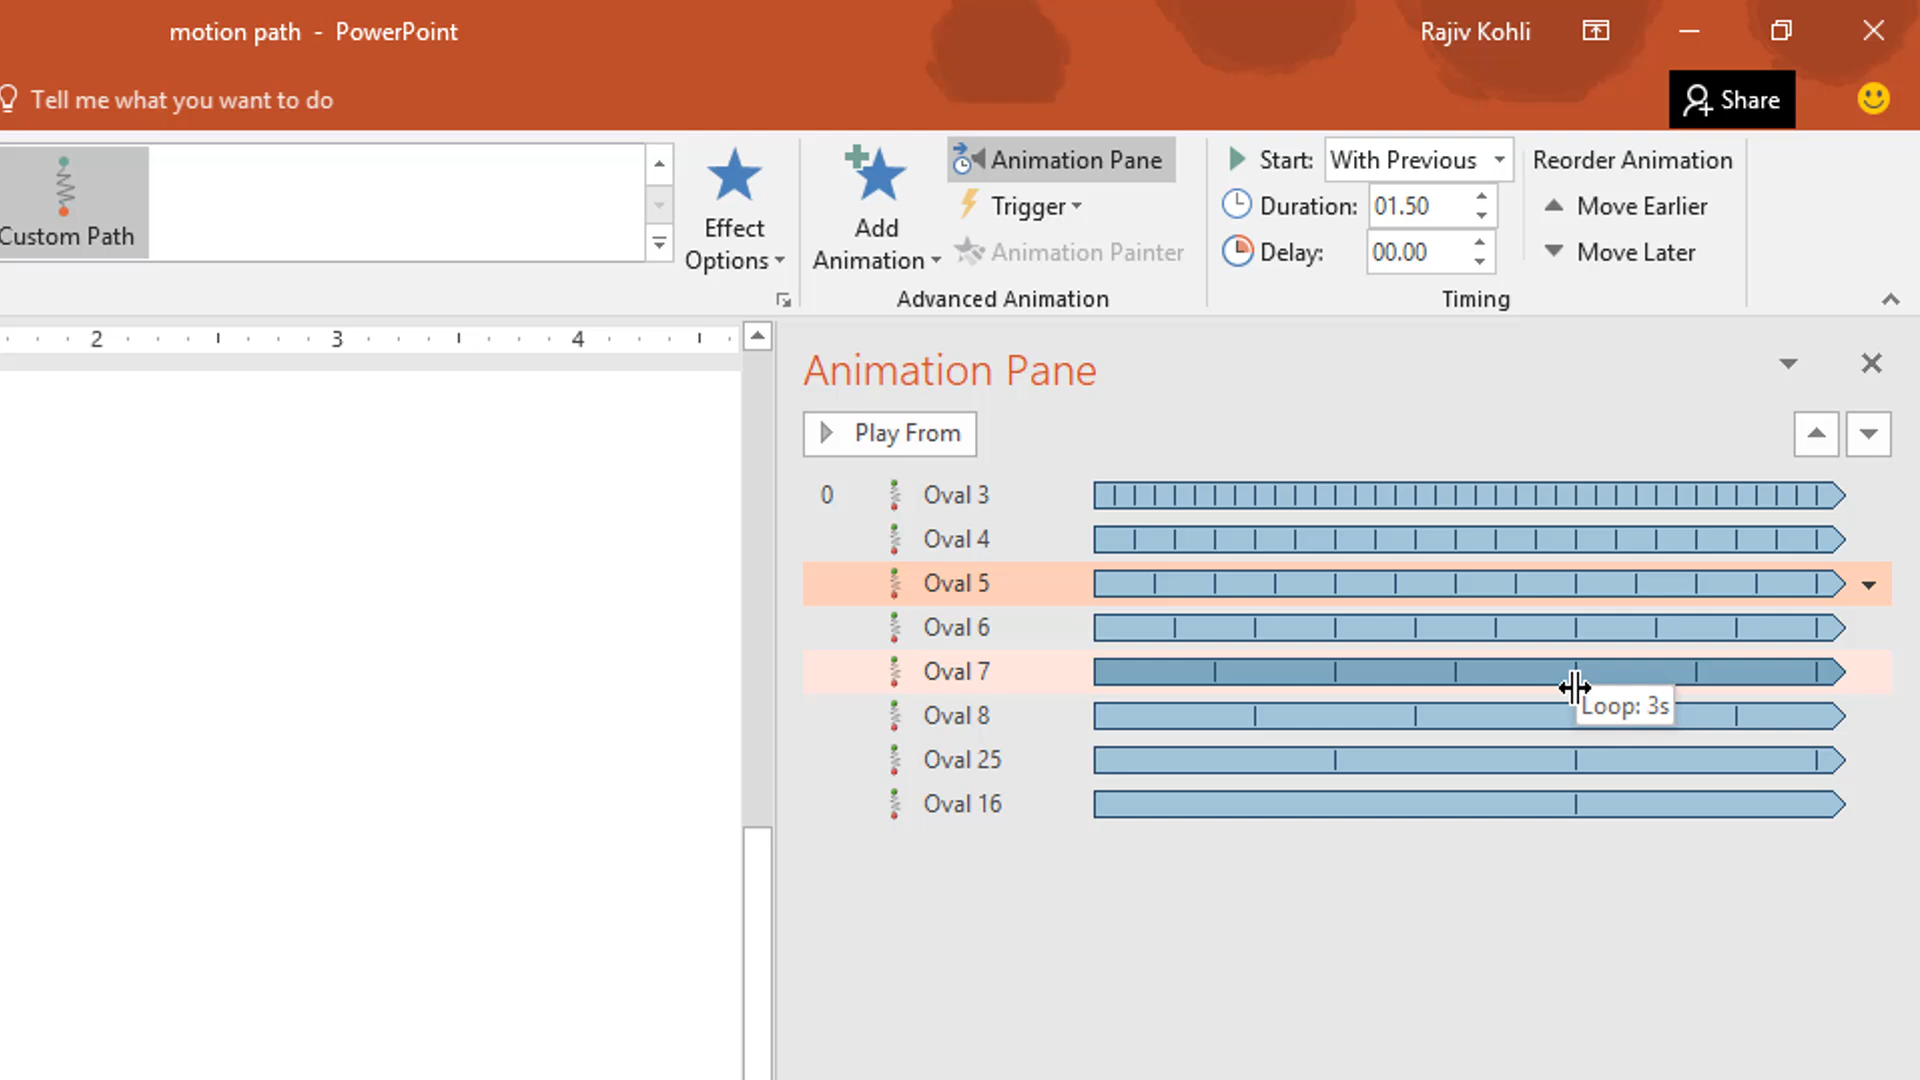 motion path - PowerPoint
Rajiv Kohli
Tell me what you want to do
Share
Custom Path
Effect
Options
Add
Animation
Animation Pane
Trigger
Animation Painter
Advanced Animation
Start: With Previous
Duration: 01.50
Delay: 00.00
Timing
Reorder Animation
Move Earlier
Move Later
2 3 4
Animation Pane
Play From
0 Oval 3
Oval 4
Oval 5
Oval 6
Oval 7
Loop: 3s
Oval 8
Oval 25
Oval 16